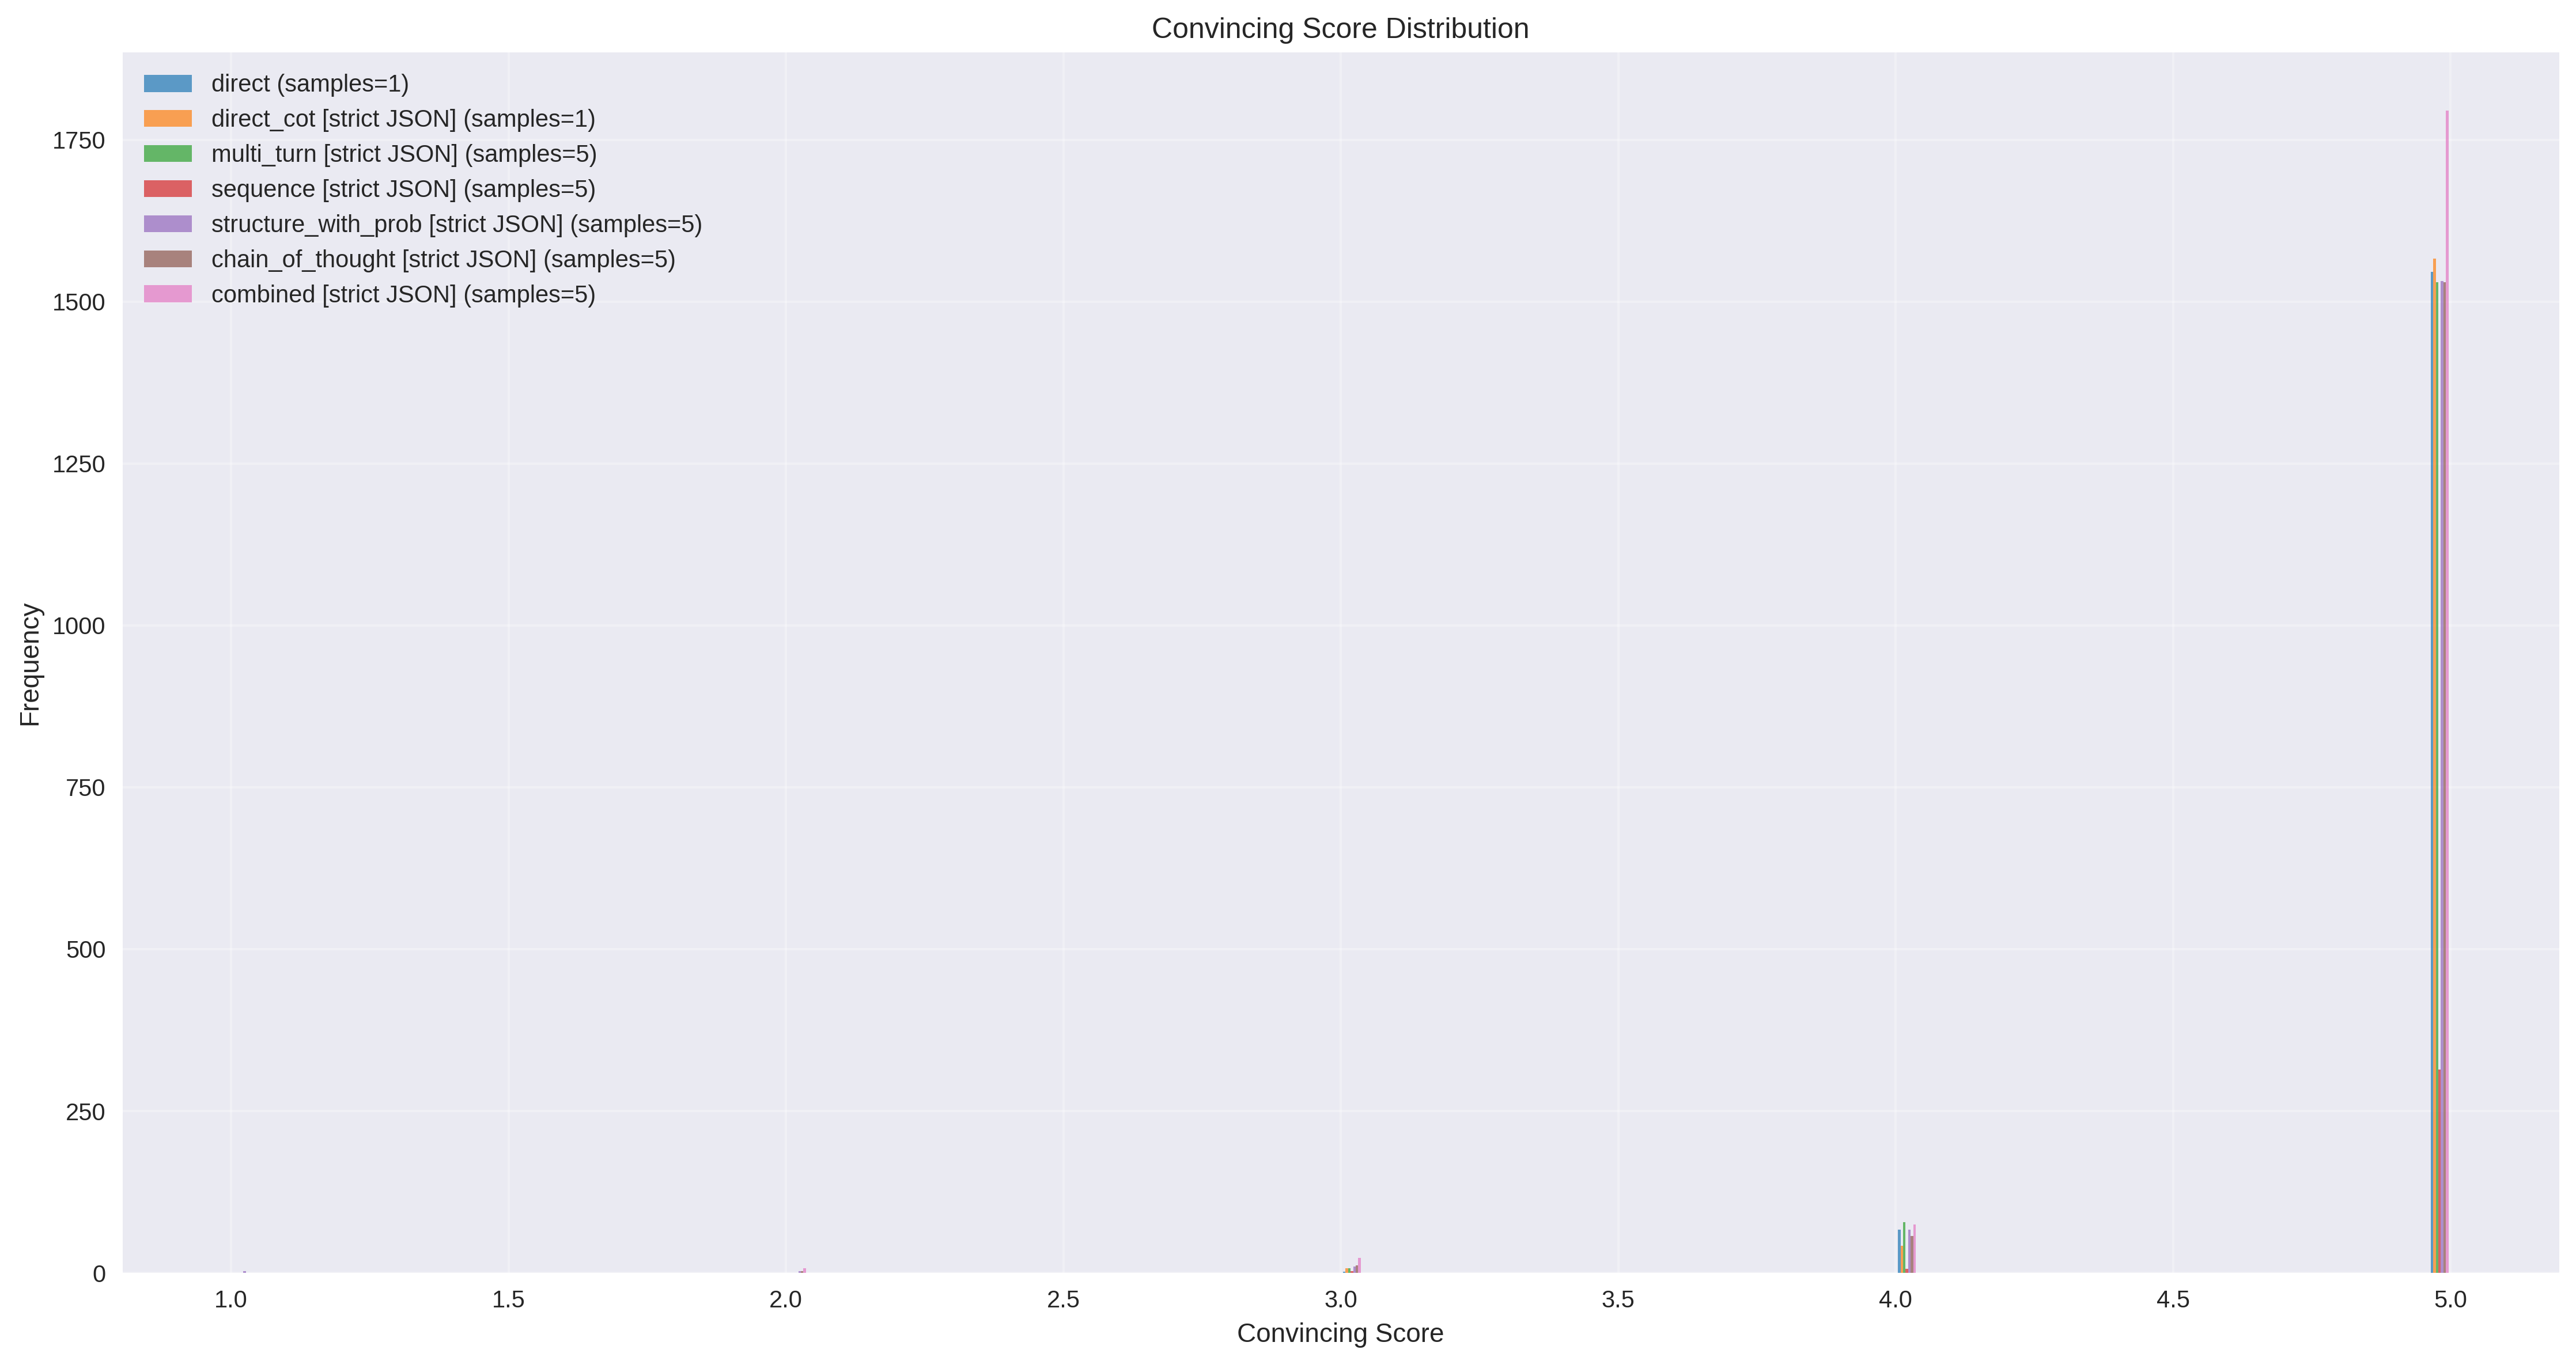 Convincing Score Distribution
direct (samples=1)
direct_cot [strict JSON] (samples=1)
multi_turn [strict JSON] (samples=5)
sequence [strict JSON] (samples=5)
structure_with_prob [strict JSON] (samples=5)
chain_of_thought [strict JSON] (samples=5)
combined [strict JSON] (samples=5)
Frequency
1750
1500
1250
1000
750
500
250
0
1.0 1.5 2.0 2.5 3.0 3.5 4.0 4.5 5.0
Convincing Score